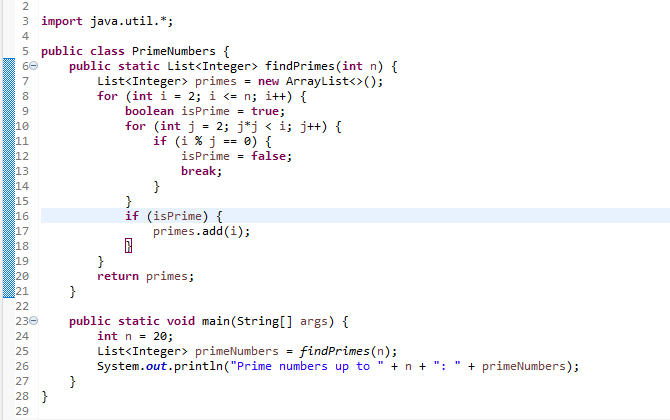 2
3 import java.util.*;
4
5 public class PrimeNumbers {
6 public static List<Integer> findPrimes(int n) {
7 List<Integer> primes = new ArrayList<>();
8 for (int i = 2; i <= n; i++) {
9 boolean isPrime = true;
10 for (int j = 2; j*j < i; j++) {
11 if (i % j == 0) {
12 isPrime = false;
13 break;
14 }
15 }
16 if (isPrime) {
17 primes.add(i);
18 }
19 }
20 return primes;
21 }
22
23 public static void main(String[] args) {
24 int n = 20;
25 List<Integer> primeNumbers = findPrimes(n);
26 System.out.println("Prime numbers up to " + n + ": " + primeNumbers);
27 }
28 }
29